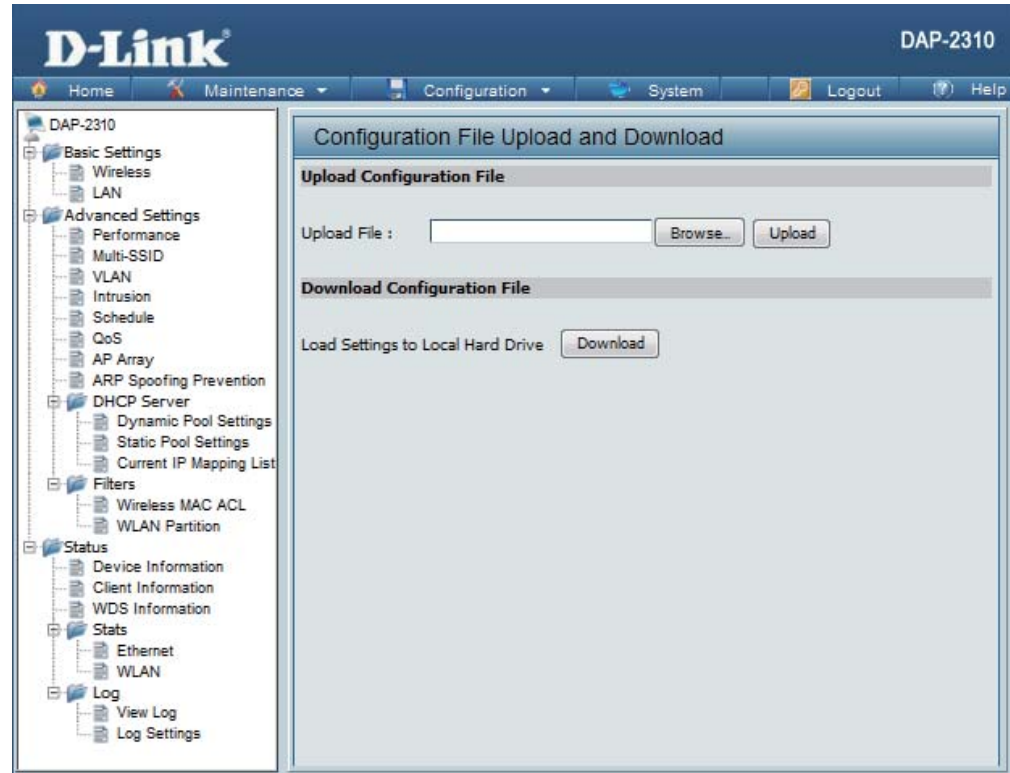 D-Link®
DAP-2310
Home Maintenance Configuration System Logout Help
DAP-2310
Basic Settings
Wireless
LAN
Advanced Settings
Performance
Multi-SSID
VLAN
Intrusion
Schedule
QoS
AP Array
ARP Spoofing Prevention
DHCP Server
Dynamic Pool Settings
Static Pool Settings
Current IP Mapping List
Filters
Wireless MAC ACL
WLAN Partition
Status
Device Information
Client Information
WDS Information
Stats
Ethernet
WLAN
Log
View Log
Log Settings
Configuration File Upload and Download
Upload Configuration File
Upload File : Browse... Upload
Download Configuration File
Load Settings to Local Hard Drive Download